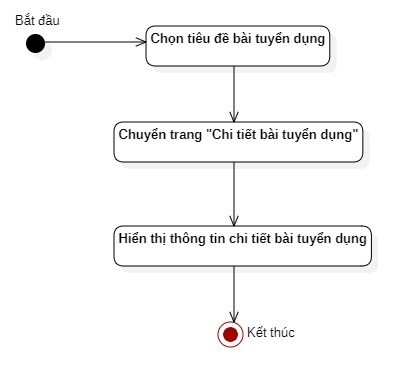 Bắt đầu
Chọn tiêu đề bài tuyển dụng
Chuyển trang "Chi tiết bài tuyển dụng"
Hiển thị thông tin chi tiết bài tuyển dụng
Kết thúc